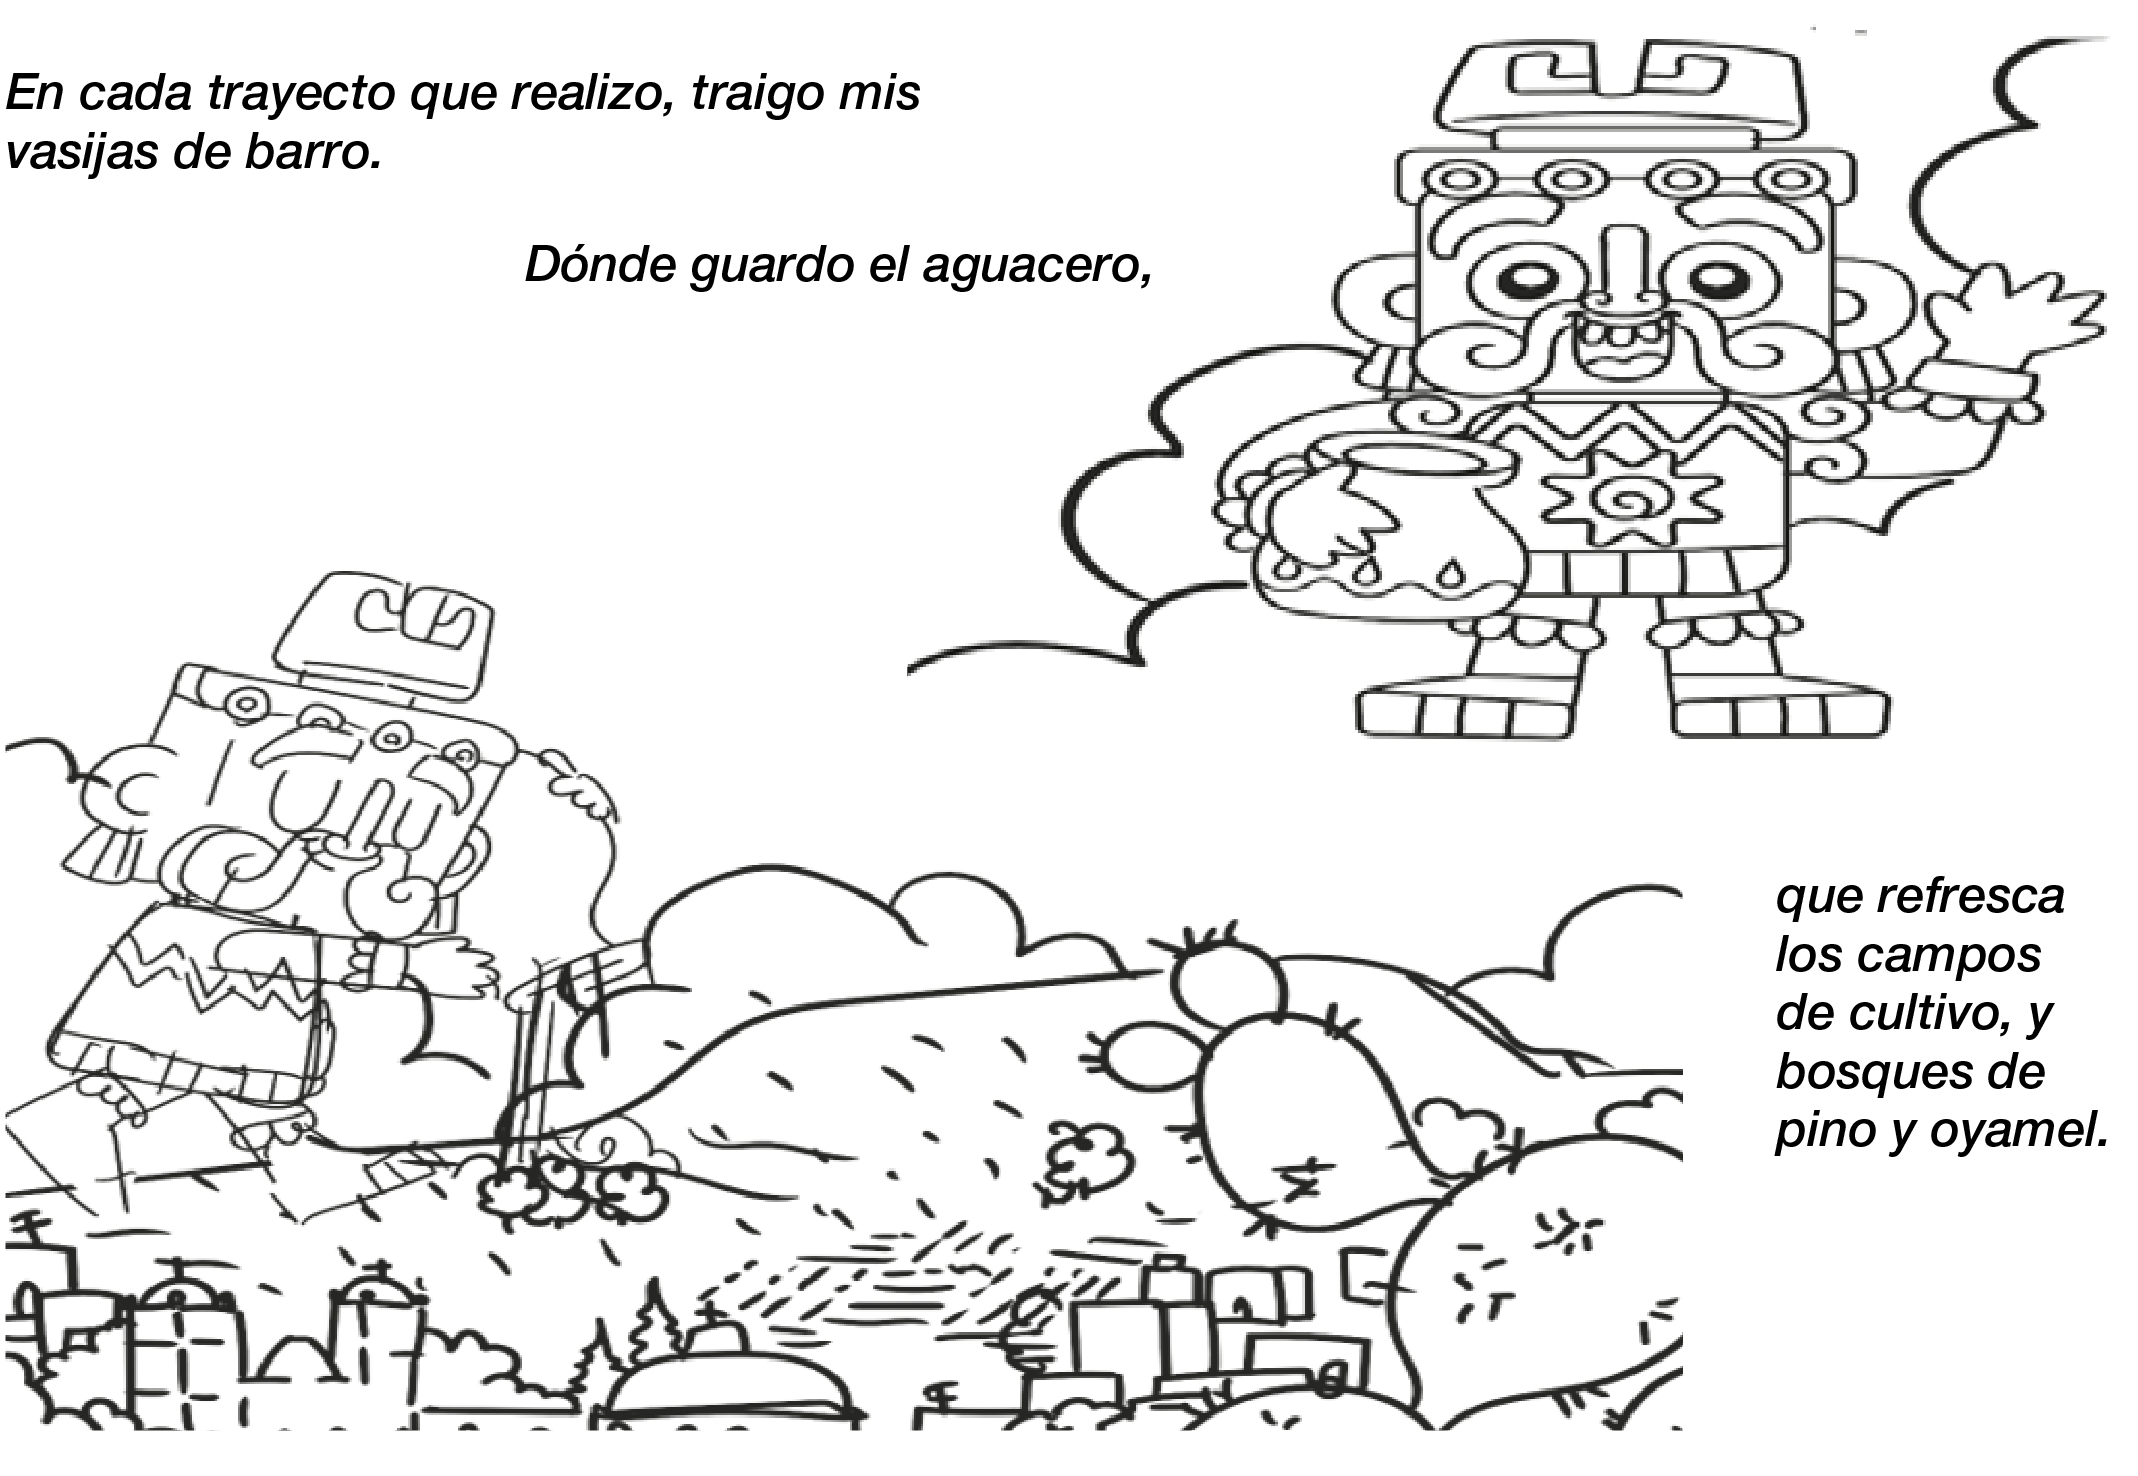 En cada trayecto que realizo, traigo mis
vasijas de barro.
Dónde guardo el aguacero,
que refresca
los campos
de cultivo, y
bosques de
pino y oyamel.